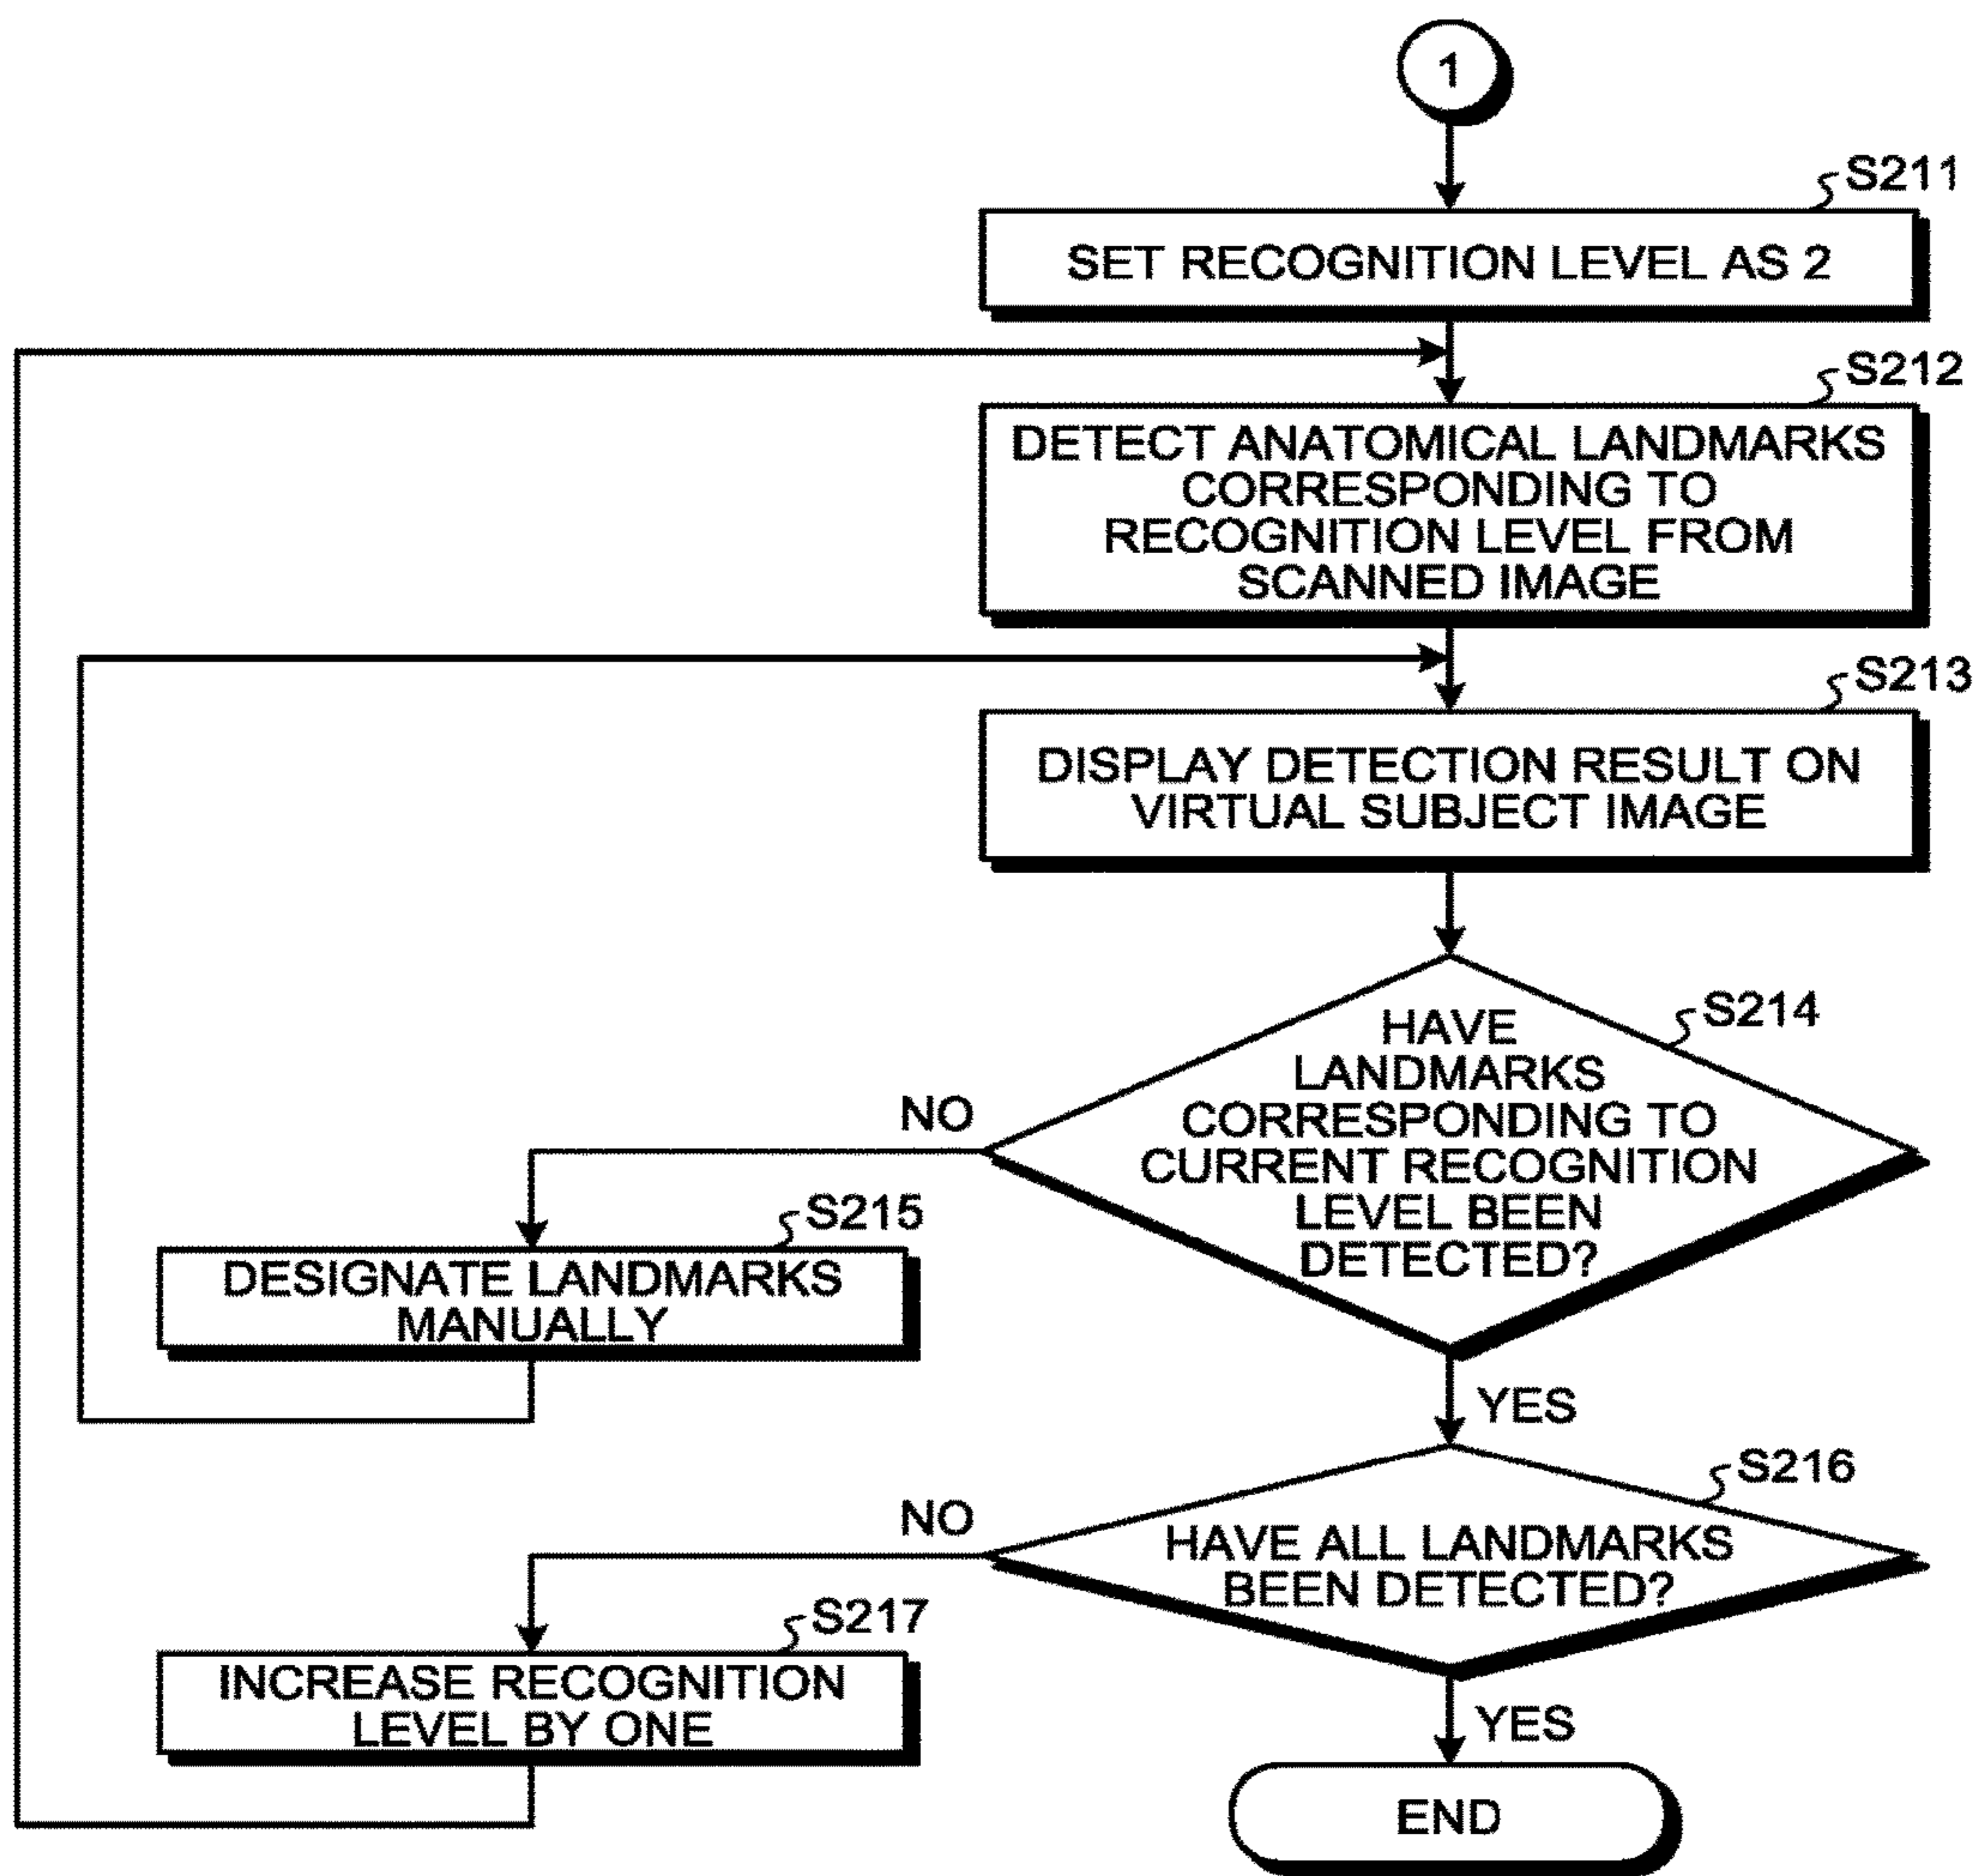 1
S211
SET RECOGNITION LEVEL AS 2
S212
DETECT ANATOMICAL LANDMARKS
CORRESPONDING TO
RECOGNITION LEVEL FROM
SCANNED IMAGE
S213
DISPLAY DETECTION RESULT ON
VIRTUAL SUBJECT IMAGE
S214
HAVE
LANDMARKS
CORRESPONDING TO
CURRENT RECOGNITION
LEVEL BEEN
DETECTED?
NO
S215
DESIGNATE LANDMARKS
MANUALLY
YES
S216
HAVE ALL LANDMARKS
BEEN DETECTED?
NO
S217
INCREASE RECOGNITION
LEVEL BY ONE
YES
END